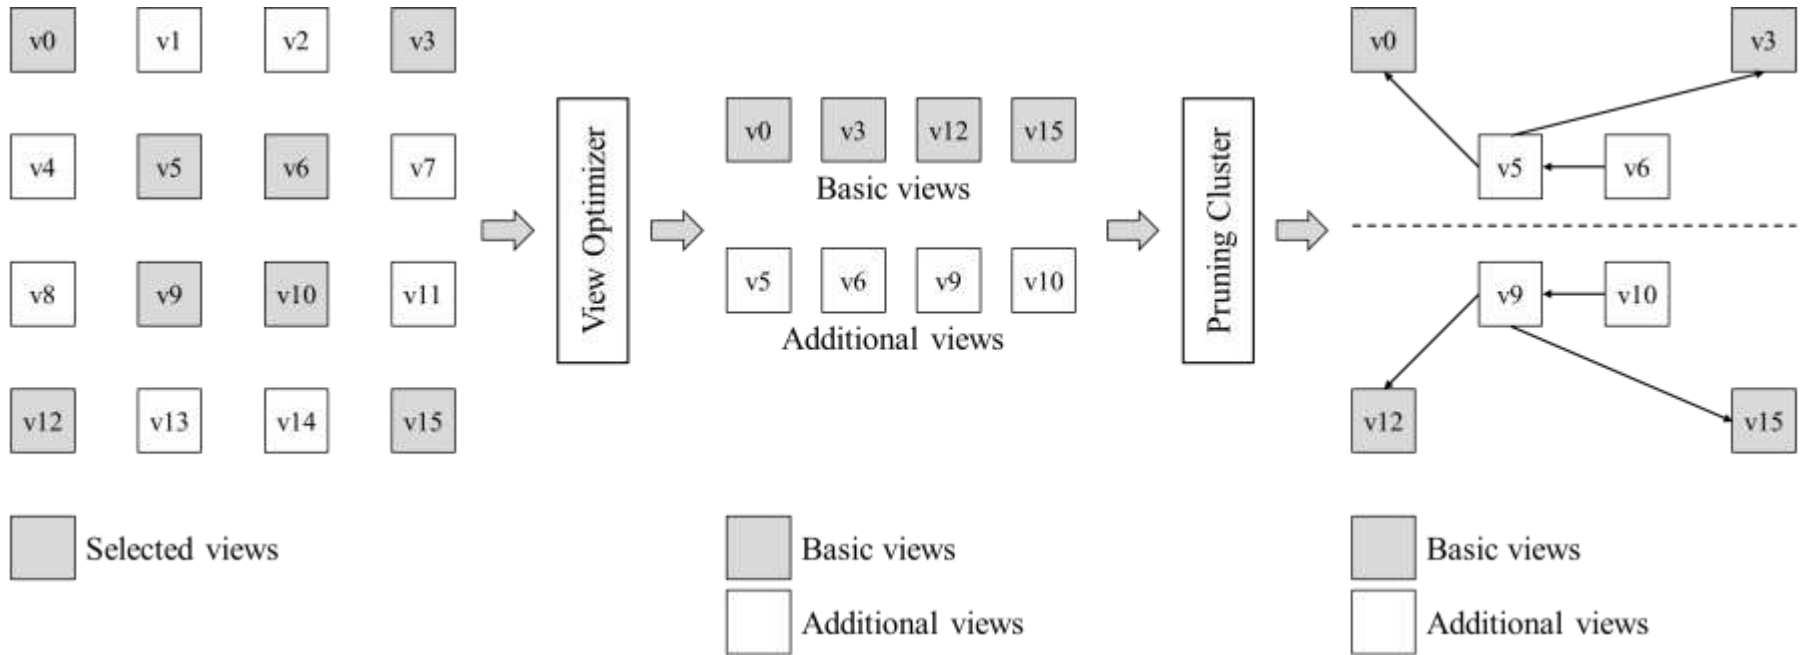 v0 v1 v2 v3
v4 v5 v6 v7
v8 v9 v10 v11
v12 v13 v14 v15
Selected views
View Optimizer
v0 v3 v12 v15
Basic views
v5 v6 v9 v10
Additional views
Basic views
Additional views
Pruning Cluster
v0 v3
v5 v6
v9 v10
v12 v15
Basic views
Additional views